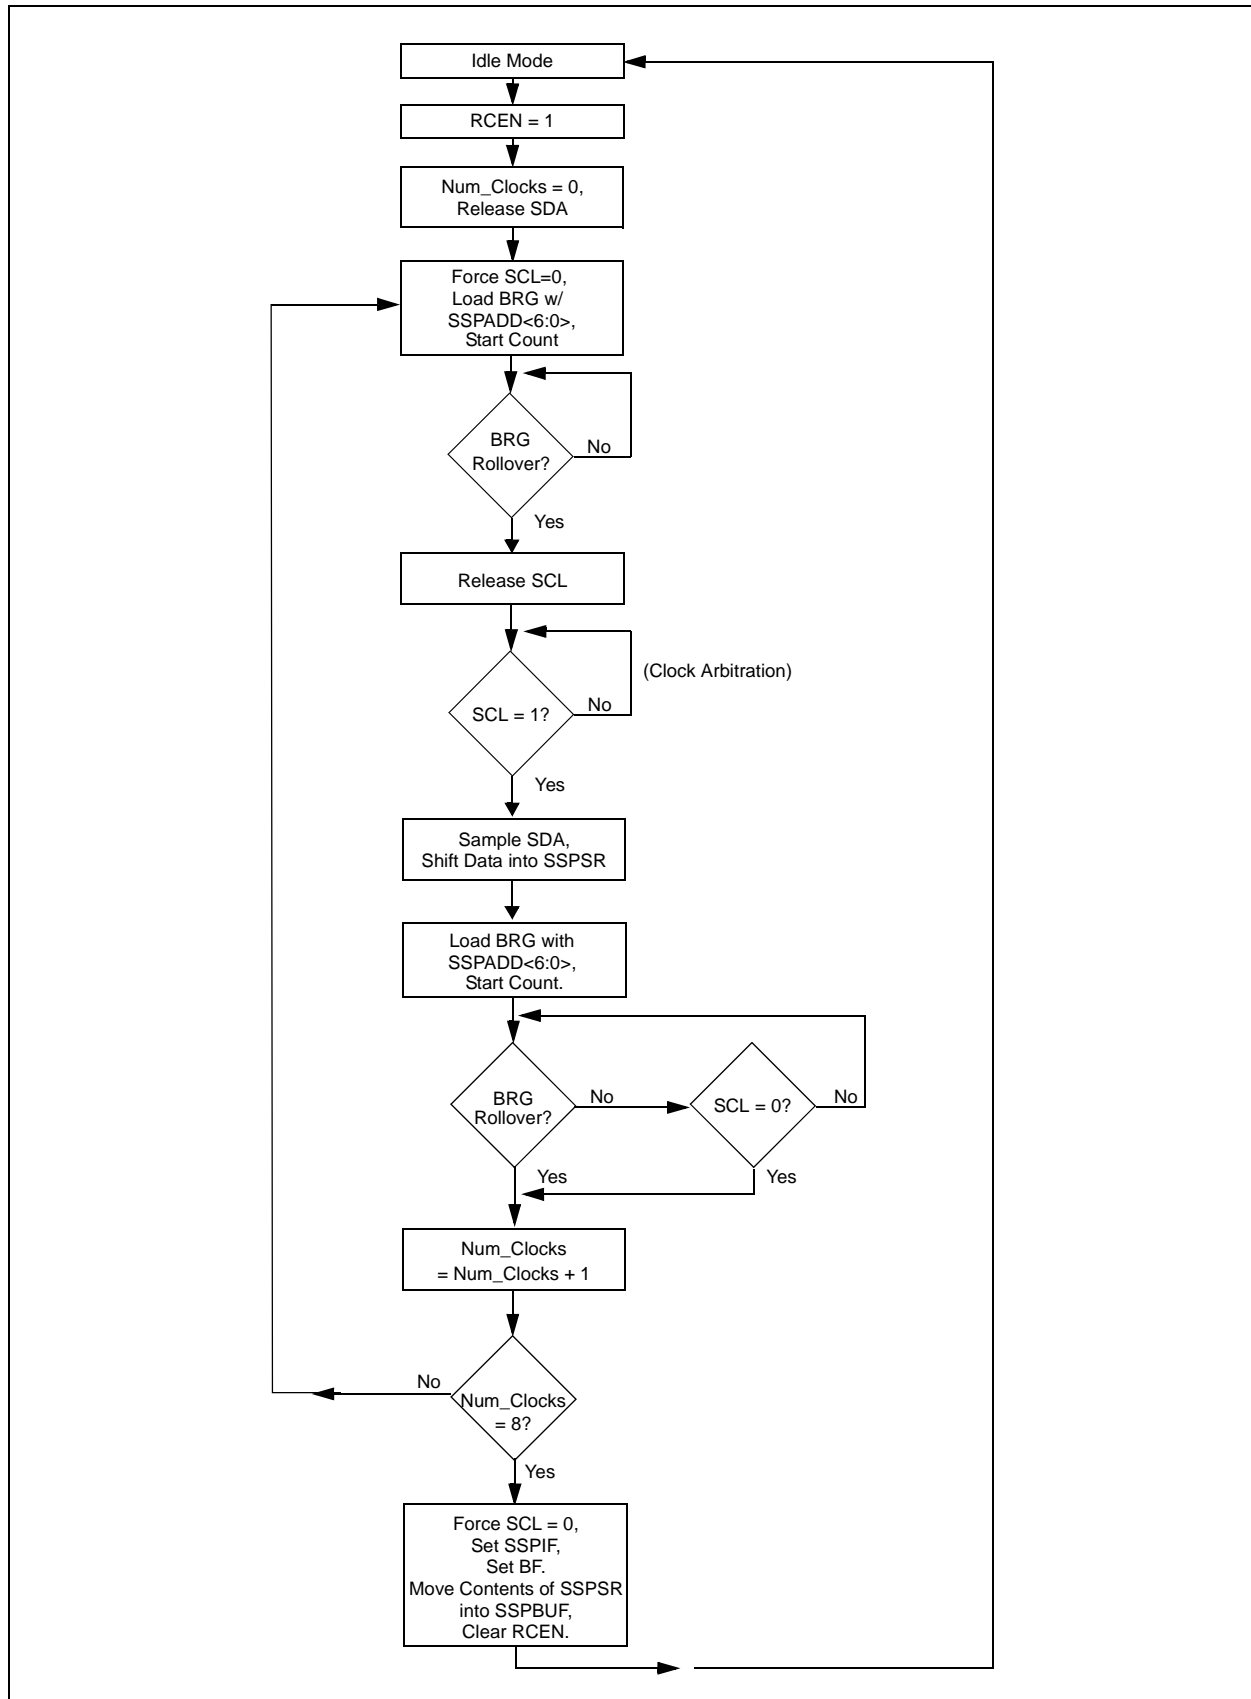 Idle Mode
RCEN = 1
Num_Clocks = 0,
Release SDA
Force SCL=0,
Load BRG w/
SSPADD<6:0>,
Start Count
BRG
Rollover?
No
Yes
Release SCL
(Clock Arbitration)
SCL = 1?
No
Yes
Sample SDA,
Shift Data into SSPSR
Load BRG with
SSPADD<6:0>,
Start Count.
BRG
Rollover?
No
SCL = 0?
No
Yes
Yes
Num_Clocks
= Num_Clocks + 1
No
Num_Clocks
= 8?
Yes
Force SCL = 0,
Set SSPIF,
Set BF.
Move Contents of SSPSR
into SSPBUF,
Clear RCEN.